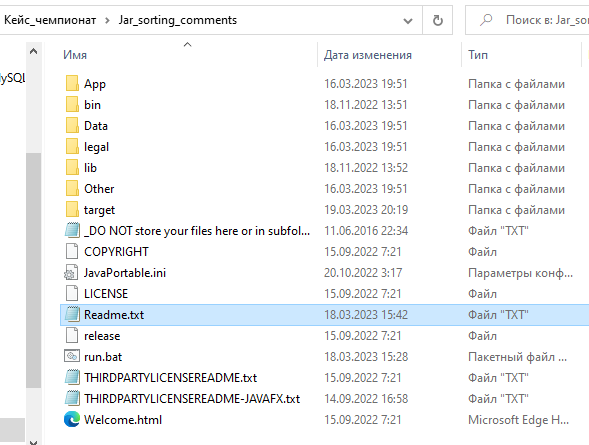 Кейс_чемпионат > Jar_sorting_comments
Поиск в: Jar_so
Имя Дата изменения Тип
lySQL
App 16.03.2023 19:51 Папка с файлами
bin 18.11.2022 13:51 Папка с файлами
Data 16.03.2023 19:51 Папка с файлами
legal 16.03.2023 19:51 Папка с файлами
lib 18.11.2022 13:52 Папка с файлами
Other 16.03.2023 19:51 Папка с файлами
target 19.03.2023 20:19 Папка с файлами
_DO NOT store your files here or in subfol... 11.06.2016 22:34 Файл "TXT"
COPYRIGHT 15.09.2022 7:21 Файл
JavaPortable.ini 20.10.2022 3:17 Параметры конф...
LICENSE 15.09.2022 7:21 Файл
Readme.txt 18.03.2023 15:42 Файл "TXT"
release 15.09.2022 7:21 Файл
run.bat 18.03.2023 15:28 Пакетный файл ...
THIRDPARTYLICENSEREADME.txt 15.09.2022 7:21 Файл "TXT"
THIRDPARTYLICENSEREADME-JAVAFX.txt 14.09.2022 16:58 Файл "TXT"
Welcome.html 15.09.2022 7:21 Microsoft Edge H...